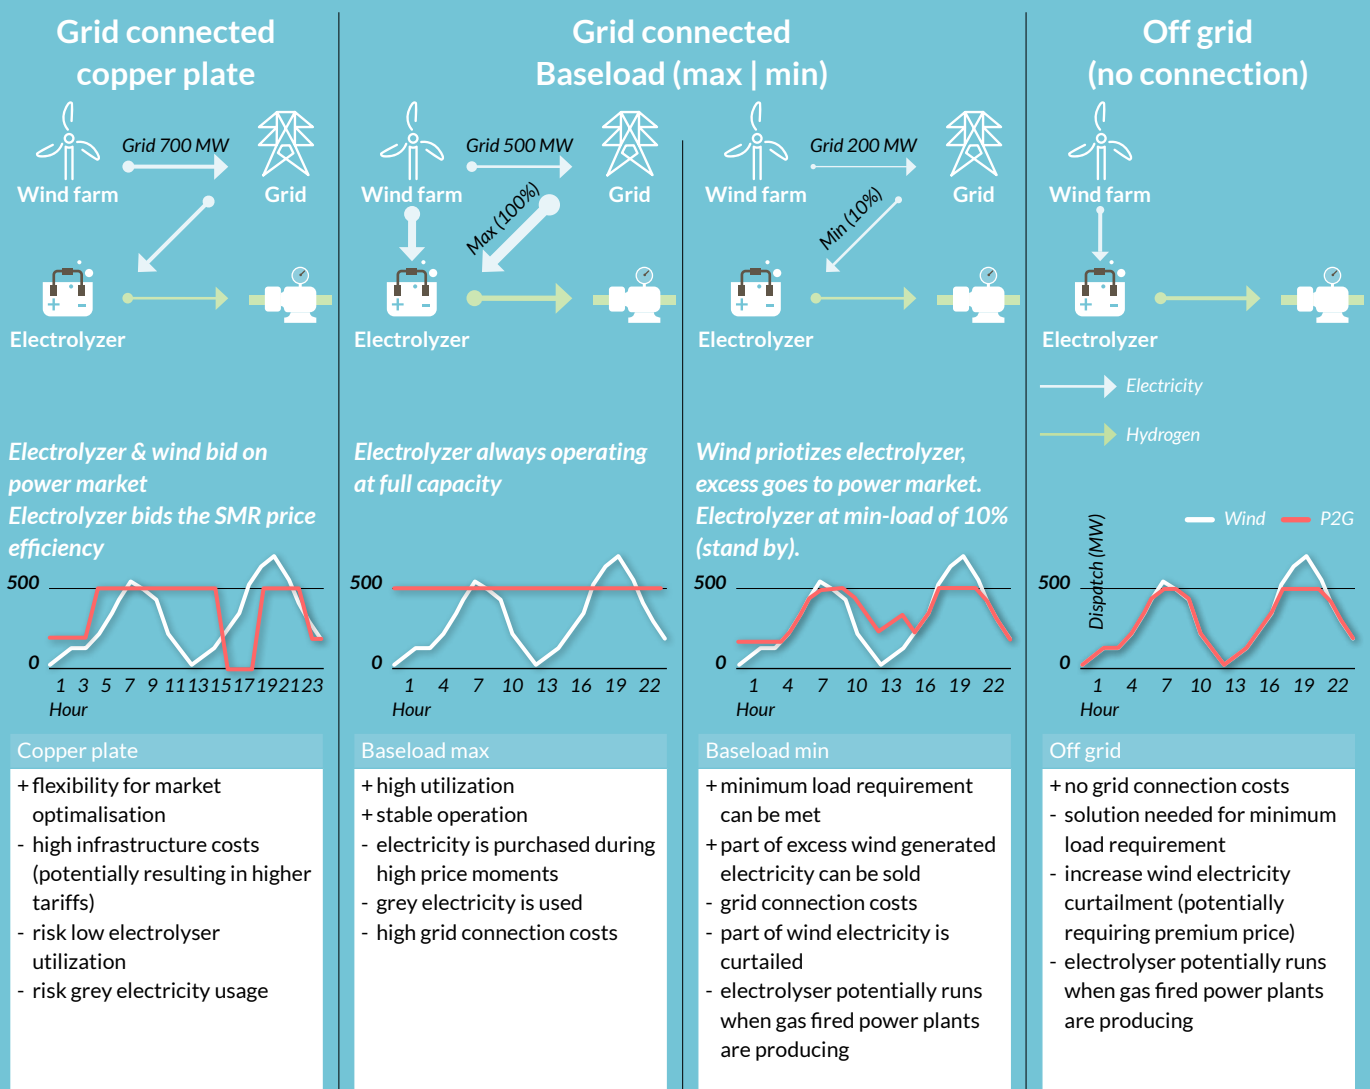 Grid connected
copper plate
Wind farm
Grid 700 MW
Grid
Electrolyzer
Electrolyzer & wind bid on
power market
Electrolyzer bids the SMR price
efficiency
500
0
1 3 5 7 9 11 13 15 17 19 21 23
Hour
Copper plate
+ flexibility for market
optimalisation
- high infrastructure costs
(potentially resulting in higher
tariffs)
- risk low electrolyser
utilization
- risk grey electricity usage
Grid connected
Baseload (max | min)
Wind farm
Grid 500 MW
Grid
Max (100%)
Electrolyzer
Electrolyzer always operating
at full capacity
500
0
1 4 7 10 13 16 19 22
Hour
Baseload max
+ high utilization
+ stable operation
- electricity is purchased during
high price moments
- grey electricity is used
- high grid connection costs
Wind farm
Grid 200 MW
Grid
Min (10%)
Electrolyzer
Wind priotizes electrolyzer,
excess goes to power market.
Electrolyzer at min-load of 10%
(stand by).
500
0
1 4 7 10 13 16 19 22
Hour
Baseload min
+ minimum load requirement
can be met
+ part of excess wind generated
electricity can be sold
- grid connection costs
- part of wind electricity is
curtailed
- electrolyser potentially runs
when gas fired power plants
are producing
Off grid
(no connection)
Wind farm
Electrolyzer
Electricity
Hydrogen
Wind P2G
Dispatch (MW)
500
0
1 4 7 10 13 16 19 22
Hour
Off grid
+ no grid connection costs
- solution needed for minimum
load requirement
- increase wind electricity
curtailment (potentially
requiring premium price)
- electrolyser potentially runs
when gas fired power plants
are producing